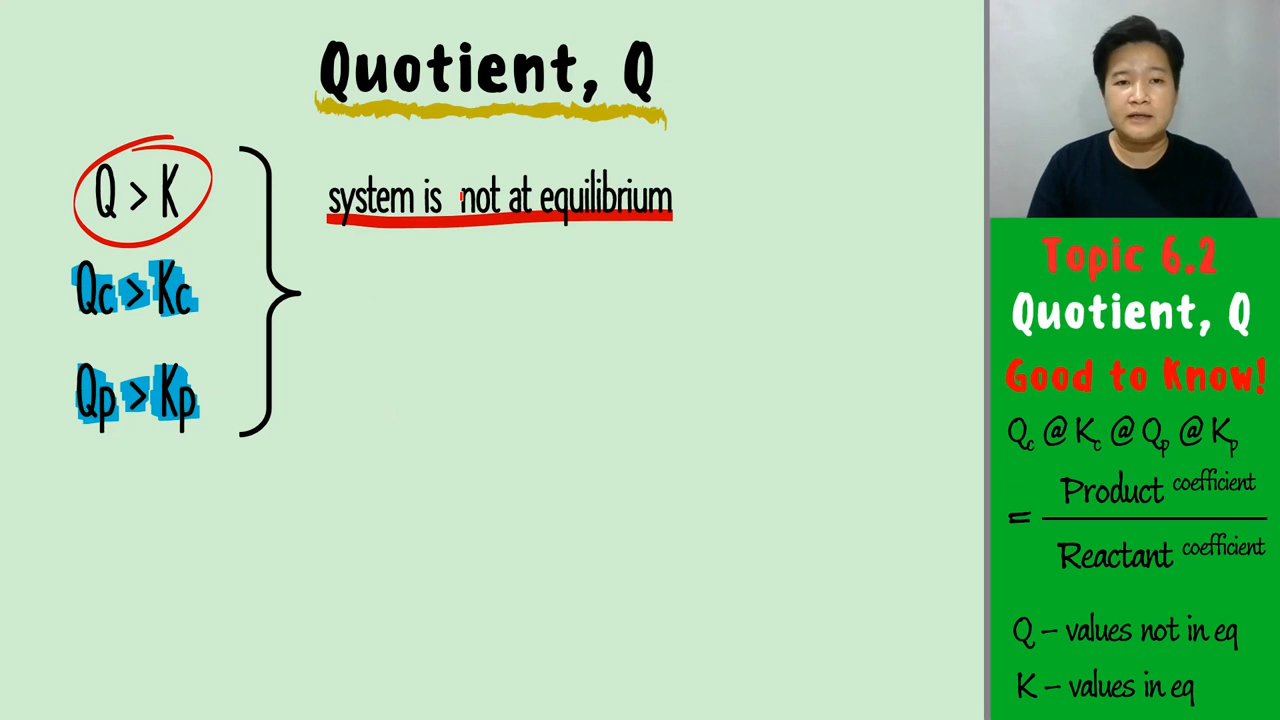 Quotient, Q
Q > K
system is not at equilibrium
Qc > Kc
Qp > Kp
Topic 6.2
Quotient, Q
Good to Know!
Qc @ Kc @ Qp @ Kp
= Product coefficient
Reactant coefficient
Q – values not in eq
K – values in eq